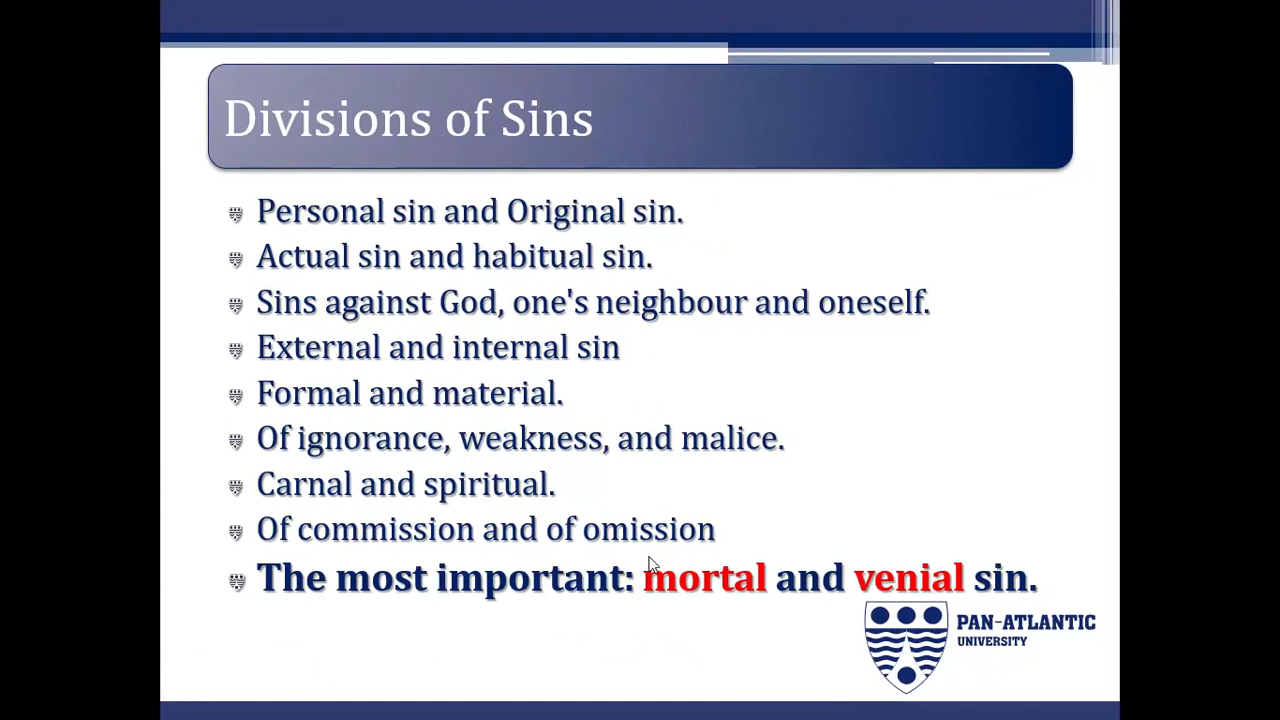 Divisions of Sins
Personal sin and Original sin.
Actual sin and habitual sin.
Sins against God, one's neighbour and oneself.
External and internal sin
Formal and material.
Of ignorance, weakness, and malice.
Carnal and spiritual.
Of commission and of omission
The most important: mortal and venial sin.
PAN-ATLANTIC
UNIVERSITY